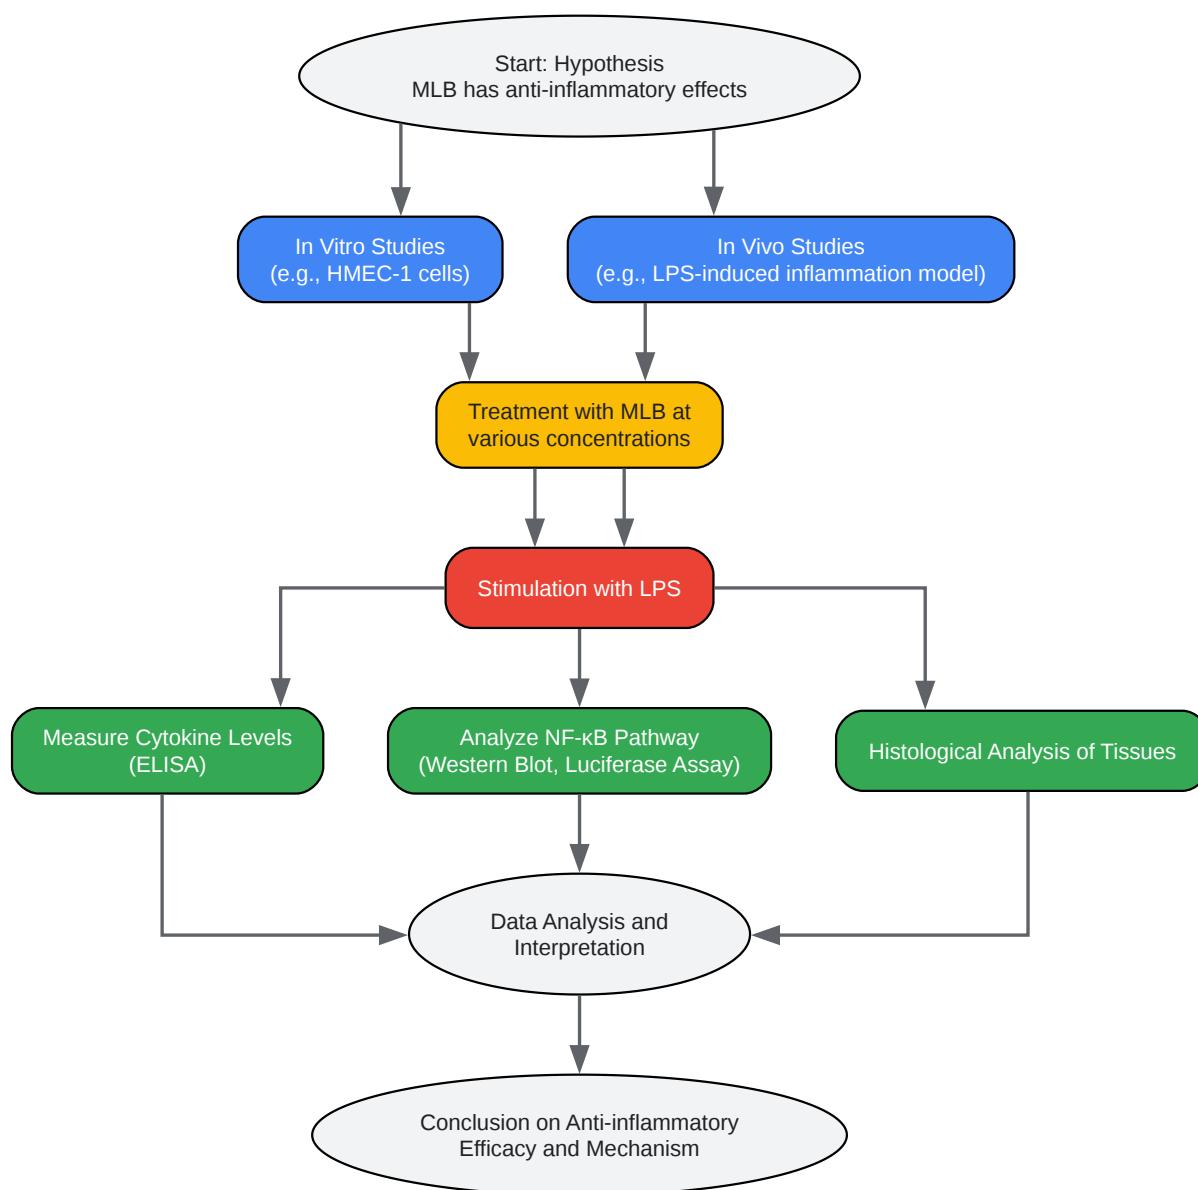 Start: Hypothesis
MLB has anti-inflammatory effects
In Vitro Studies
(e.g., HMEC-1 cells)
In Vivo Studies
(e.g., LPS-induced inflammation model)
Treatment with MLB at
various concentrations
Stimulation with LPS
Measure Cytokine Levels
(ELISA)
Analyze NF-κB Pathway
(Western Blot, Luciferase Assay)
Histological Analysis of Tissues
Data Analysis and
Interpretation
Conclusion on Anti-inflammatory
Efficacy and Mechanism